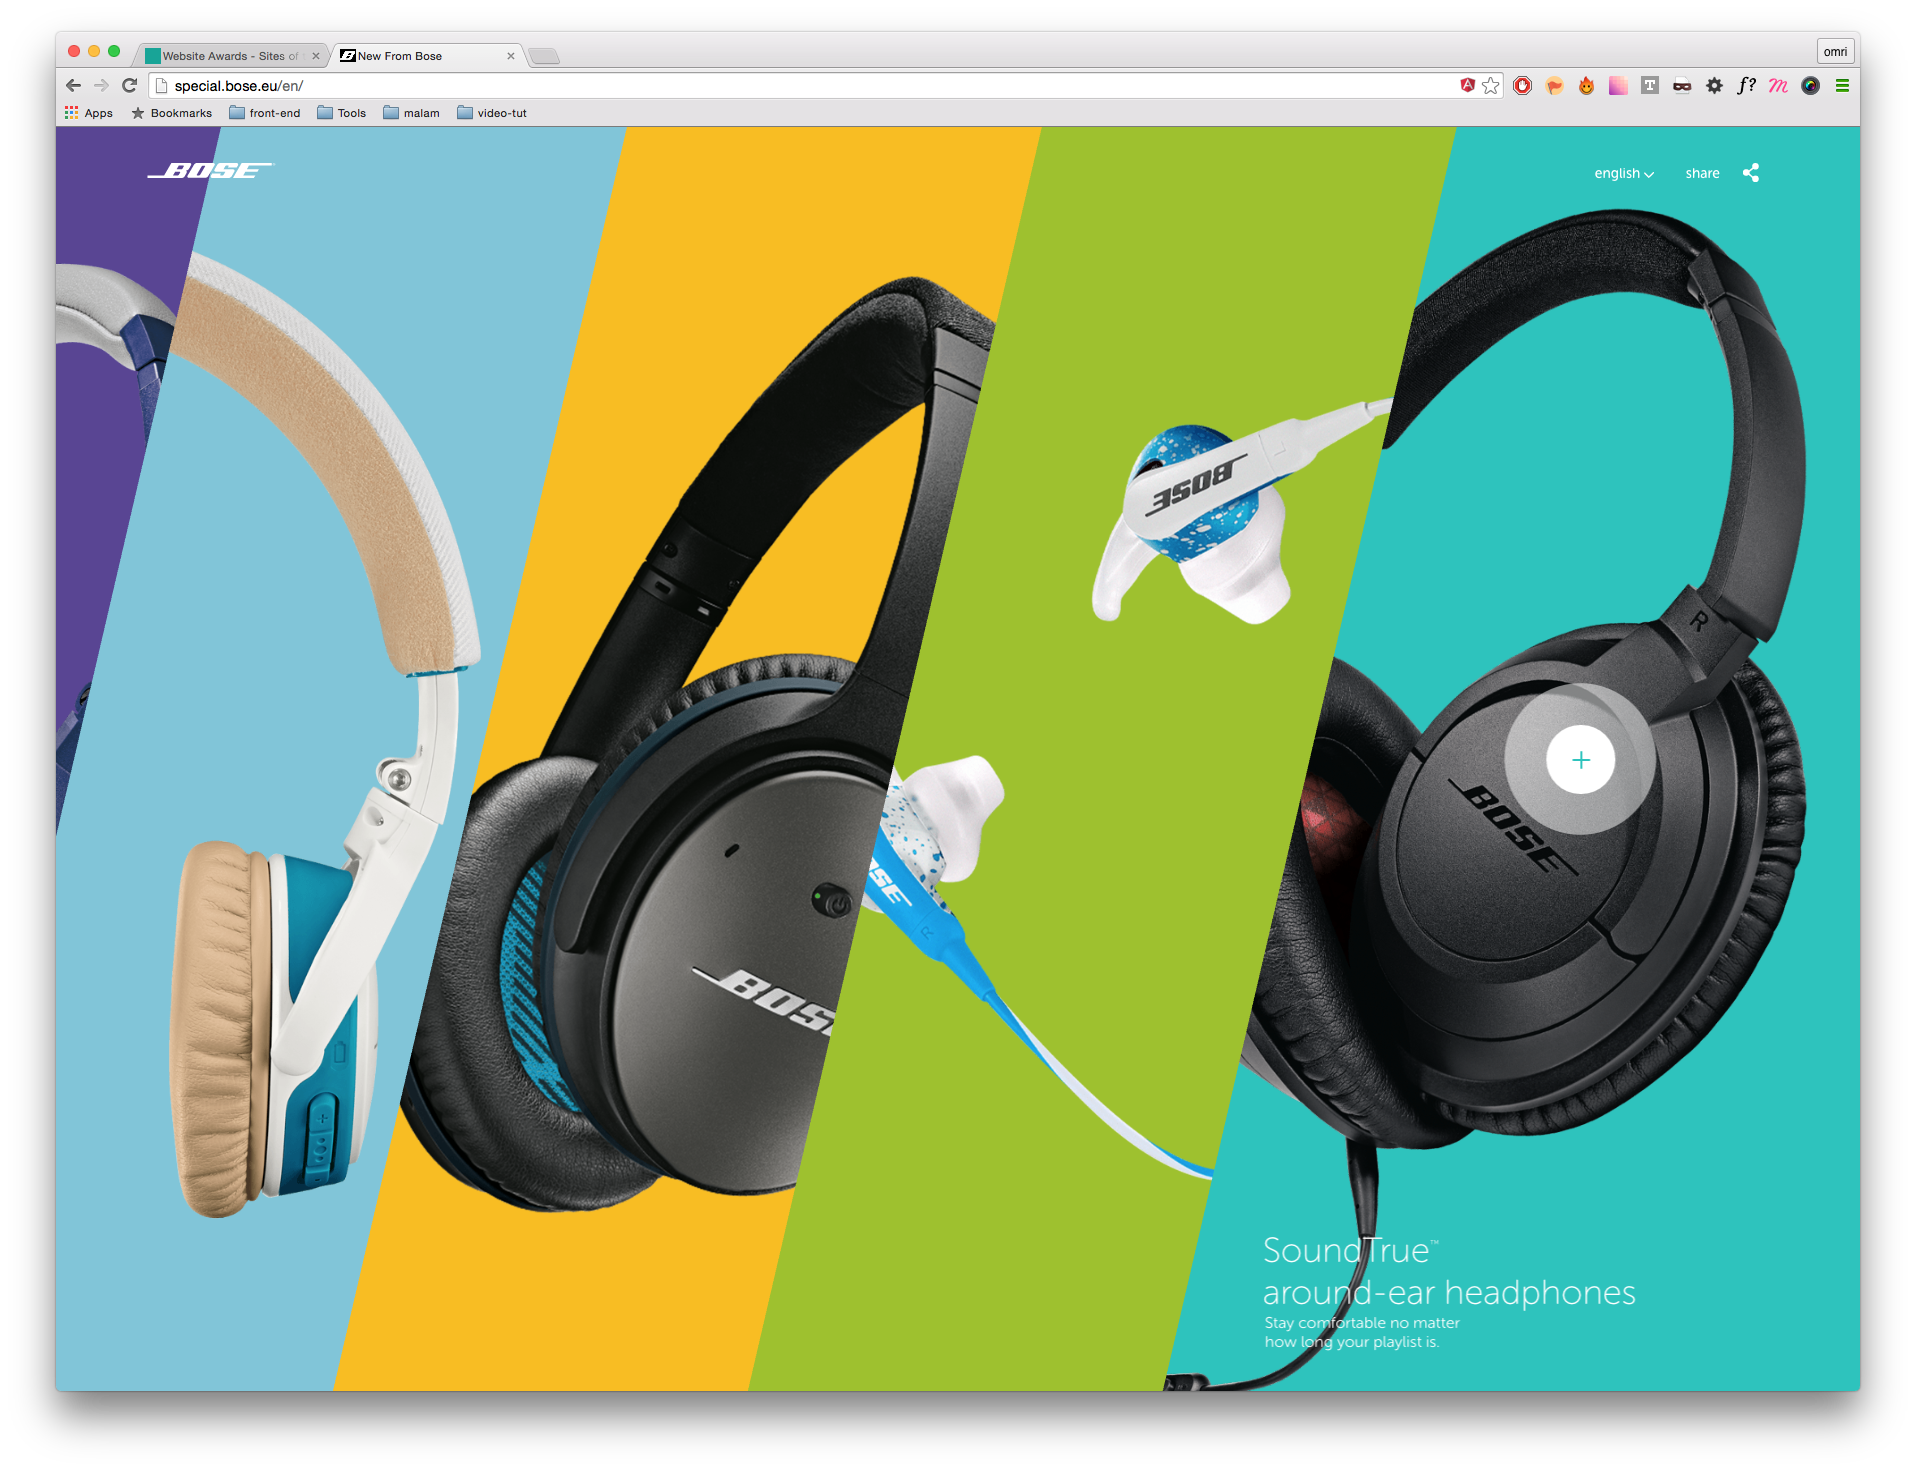 Website Awards - Sites of
New From Bose
omri
special.bose.eu/en/
Apps
Bookmarks
front-end
Tools
malam
video-tut
BOSE
english
share
L
BOSE
R
BOSE
BOSE
R
BOSE
SoundTrue™
around-ear headphones
Stay comfortable no matter
how long your playlist is.